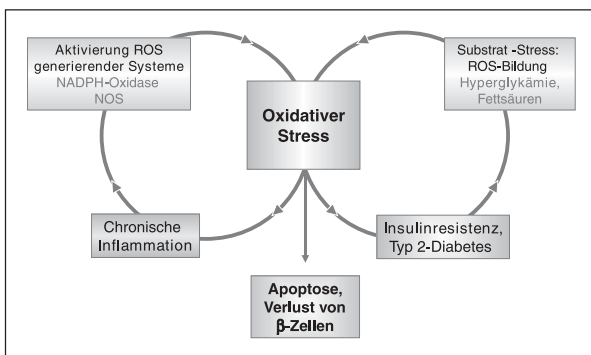 Aktivierung ROS
generierender Systeme
NADPH-Oxidase
NOS
Substrat -Stress:
ROS-Bildung
Hyperglykämie,
Fettsäuren
Oxidativer
Stress
Chronische
Inflammation
Insulinresistenz,
Typ 2-Diabetes
Apoptose,
Verlust von
β-Zellen